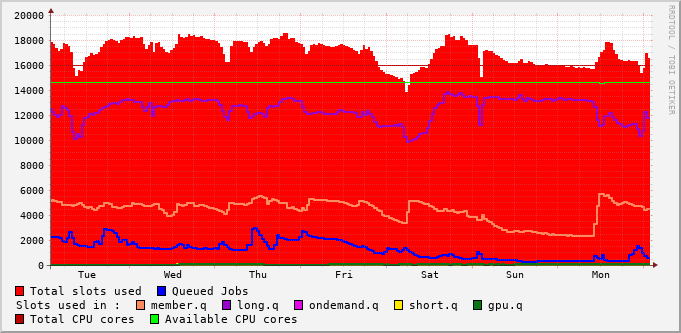 20000
18000
16000
14000
12000
10000
8000
6000
4000
2000
0
Tue Wed Thu Fri Sat Sun Mon
RRDTOOL / TOBI OETIKER
Total slots used Queued Jobs
Slots used in : member.q long.q ondemand.q short.q gpu.q
Total CPU cores Available CPU cores